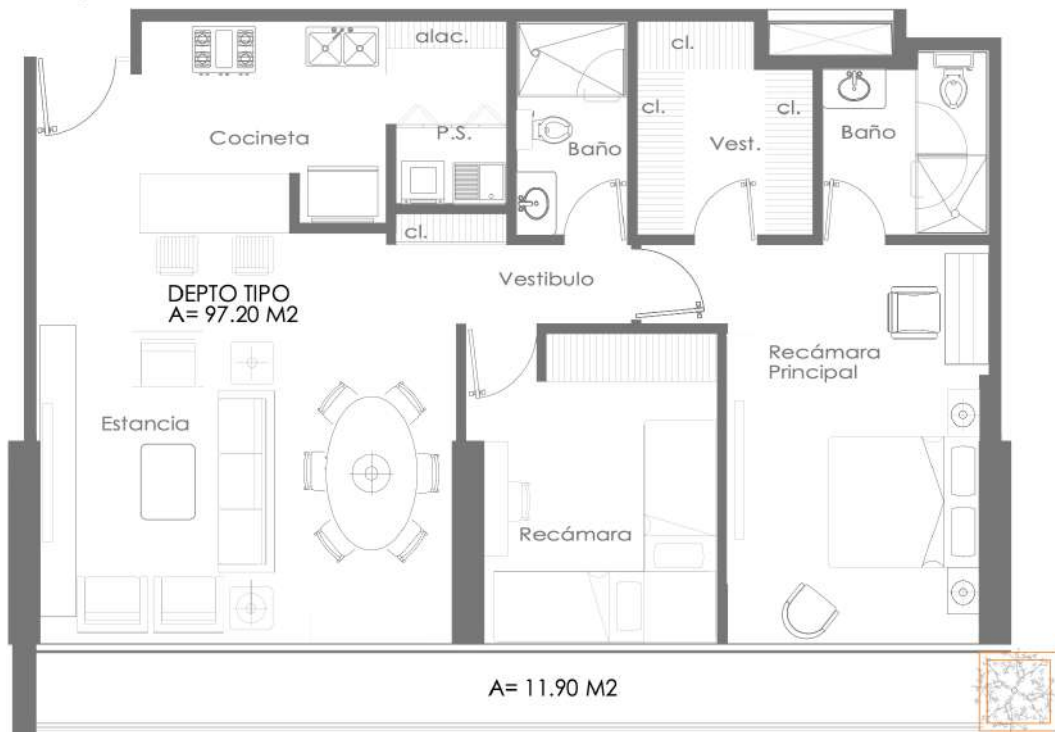 alac.
cl.
cl.
cl.
Cocineta
P.S.
Baño
Vest.
Baño
cl.
Vestibulo
DEPTO TIPO
A= 97.20 M2
Recámara
Principal
Estancia
Recámara
A= 11.90 M2